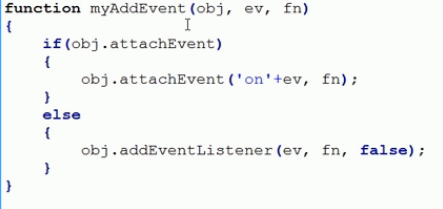 function myAddEvent(obj, ev, fn)
{
    if(obj.attachEvent)
    {
        obj.attachEvent('on'+ev, fn);
    }
    else
    {
        obj.addEventListener(ev, fn, false);
    }
}